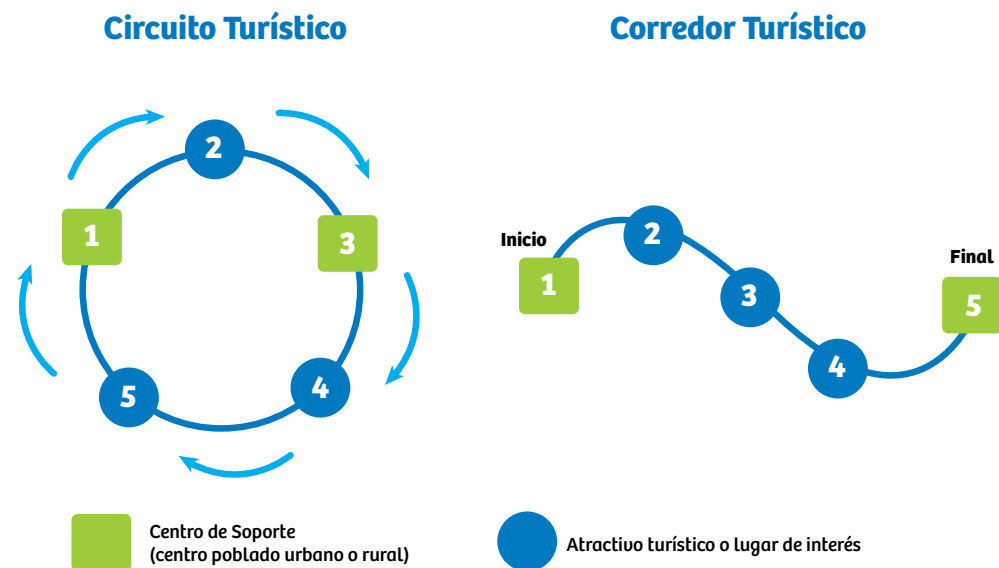 Circuito Turístico
Corredor Turístico
2
1
3
5
4
Inicio
1
2
3
4
Final
5
Centro de Soporte
(centro poblado urbano o rural)
Atractivo turístico o lugar de interés